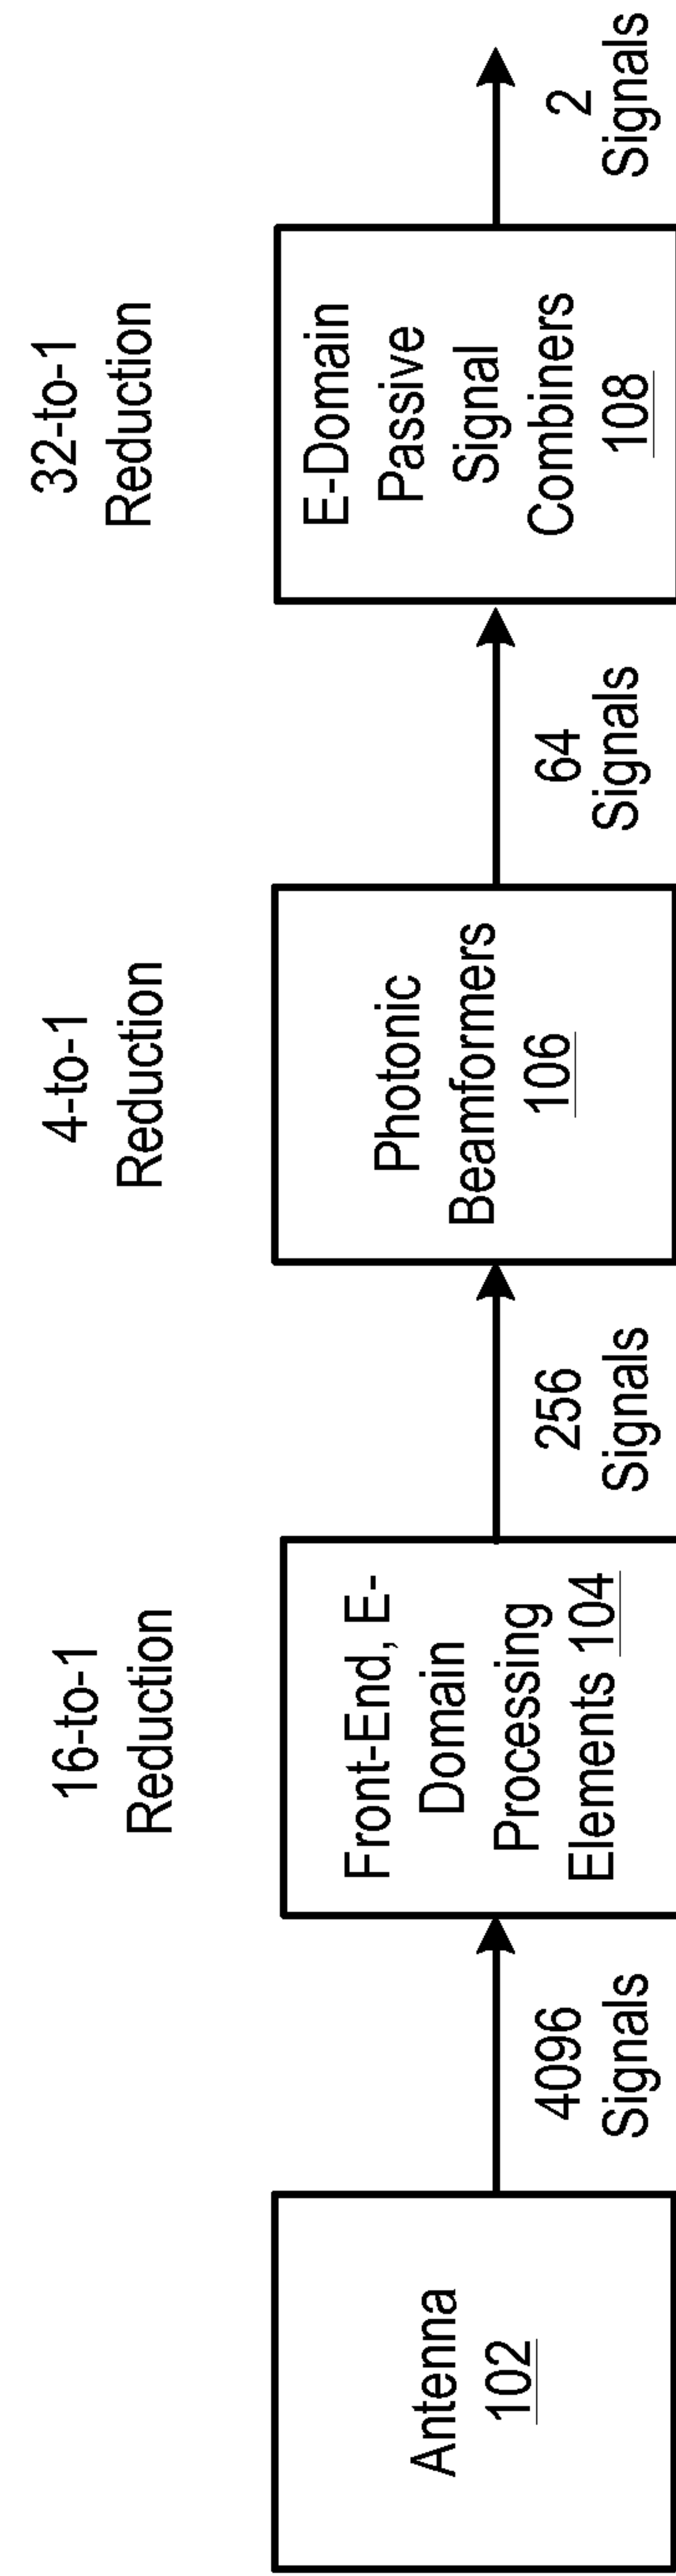 16-to-1
Reduction
4-to-1
Reduction
32-to-1
Reduction
Antenna
102
4096
Signals
Front-End, E-
Domain
Processing
Elements 104
256
Signals
Photonic
Beamformers
106
64
Signals
E-Domain
Passive
Signal
Combiners
108
2
Signals